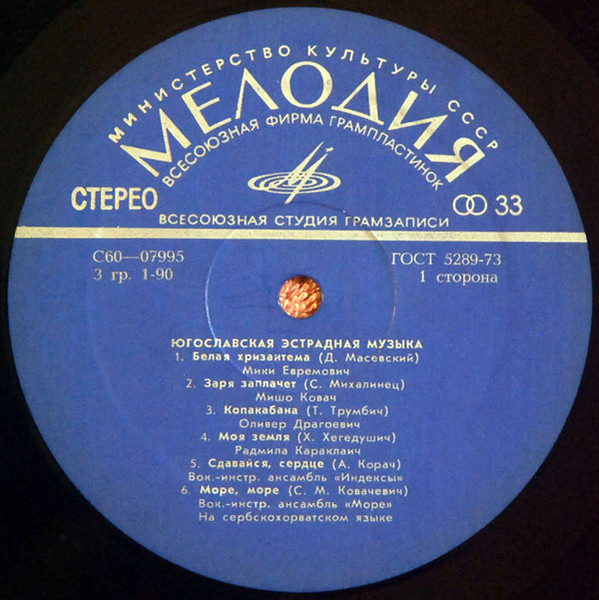 МИНИСТЕРСТВО КУЛЬТУРЫ СССР
МЕЛОДИЯ
ВСЕСОЮЗНАЯ ФИРМА ГРАМПЛАСТИНОК
СТЕРЕО
33
ВСЕСОЮЗНАЯ СТУДИЯ ГРАМЗАПИСИ
С60—07995
ГОСТ 5289-73
3 гр. 1-90
1 сторона
ЮГОСЛАВСКАЯ ЭСТРАДНАЯ МУЗЫКА
1. Белая хризантема (Д. Масевский)
Мики Евремович
2. Заря заплачет (С. Михалинец)
Мишо Ковач
3. Копакабана (Т. Трумбич)
Оливер Драгоевич
4. Моя земля (Х. Хегедушич)
Радмила Караклаич
5. Сдавайся, сердце (А. Корач)
Вок.-инстр. ансамбль «Индексы»
6. Море, море (С. М. Ковачевич)
Вок.-инстр. ансамбль «Море»
На сербскохорватском языке